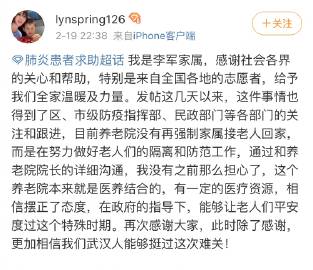 lynspring126
2-19 22:38 来自iPhone客户端
+关注
肺炎患者求助超话 我是李军家属，感谢社会各界
的关心和帮助，特别是来自全国各地的志愿者，给予
我们全家温暖及力量。发帖这几天以来，这件事情也
得到了区、市级防疫指挥部、民政部门等各部门的关
注和跟进，目前养老院没有再强制家属接老人回家，
而是在努力做好老人们的隔离和防范工作，通过和养
老院院长的详细沟通，我没有之前那么担心了，这个
养老院本来就是医养结合的，有一定的医疗资源，相
信摆正了态度，在政府的指导下，能够让老人们平安
度过这个特殊时期。再次感谢大家，此时除了感谢，
更加相信我们武汉人能够挺过这次难关！